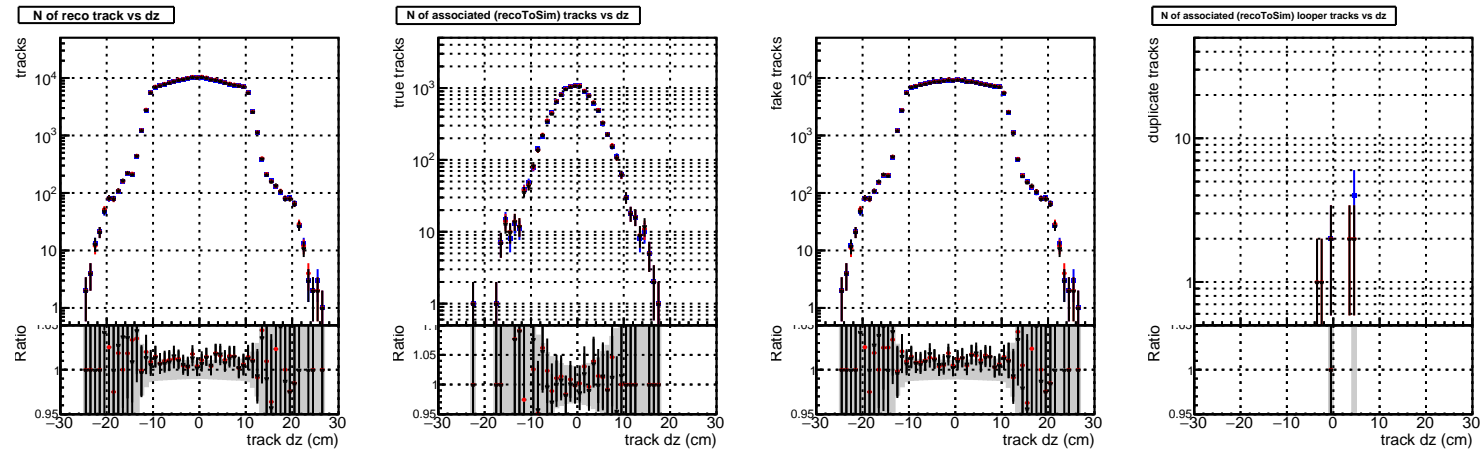 N of reco track vs dz
tracks
10⁴
10³
10²
10
1
Ratio
1
0.95
−30 −20 −10 0 10 20 30
track dz (cm)
N of associated (recoToSim) tracks vs dz
true tracks
10³
10²
10
1
Ratio
1.05
1
0.95
−30 −20 −10 0 10 20 30
track dz (cm)
fake tracks
10⁴
10³
10²
10
1
Ratio
1
0.95
−30 −20 −10 0 10 20 30
track dz (cm)
N of associated (recoToSim) looper tracks vs dz
duplicate tracks
10
1
Ratio
1
0.95
−30 −20 −10 0 10 20 30
track dz (cm)